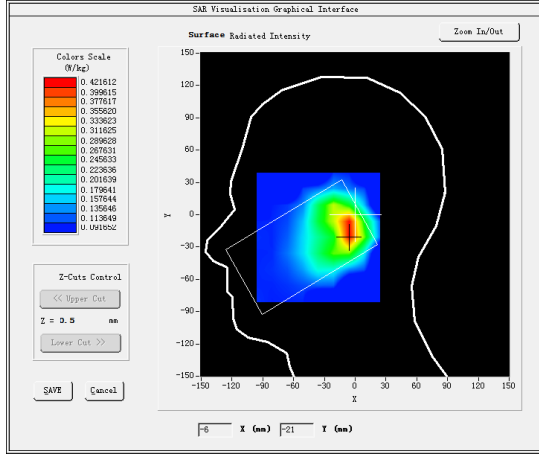 SAR Visualisation Graphical Interface
Surface Radiated Intensity
Zoom In/Out
Colors Scale
(W/kg)
0.421612
0.399615
0.377617
0.355620
0.333623
0.311625
0.289628
0.267631
0.245633
0.223636
0.201639
0.179641
0.157644
0.135646
0.113649
0.091652
Z-Cuts Control
<< Upper Cut
Z = 3.5 mm
Lower Cut >>
SAVE Cancel
150
120
90
60
30
0
-30
-60
-90
-120
-150
Y
-150 -120 -90 -60 -30 0 30 60 90 120 150
X
-6 X (mm) -21 Y (mm)